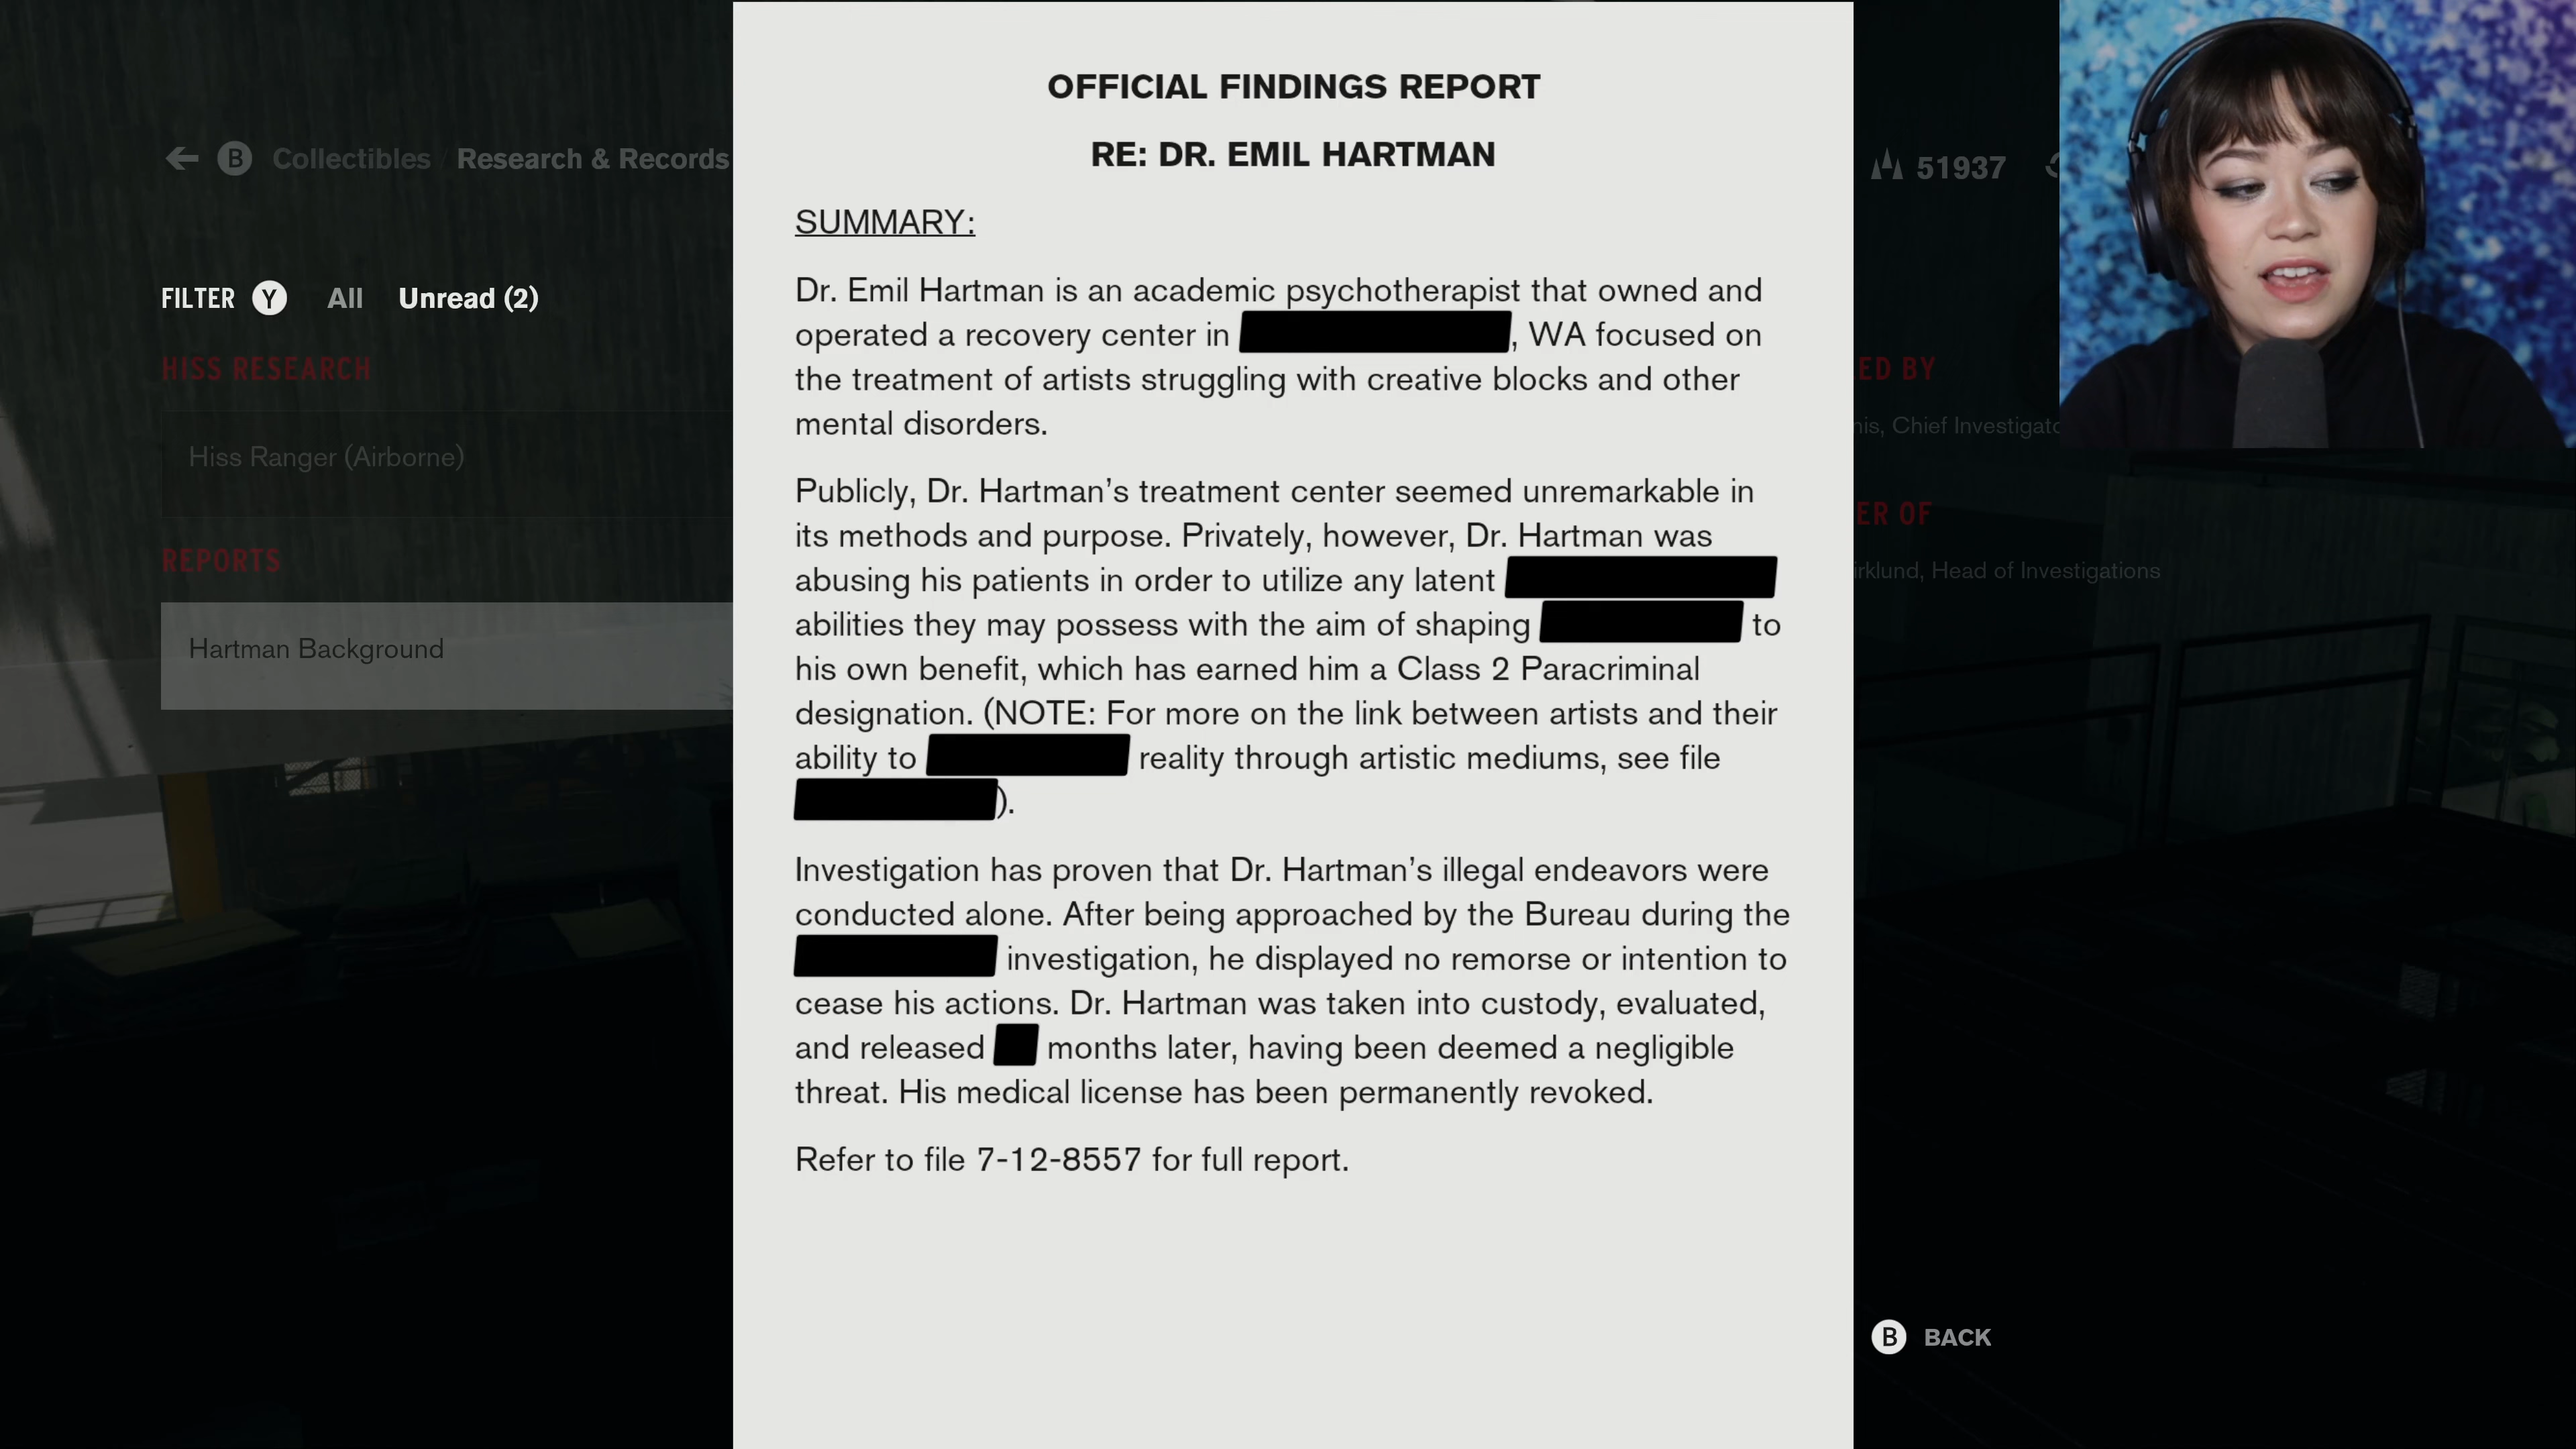 OFFICIAL FINDINGS REPORT
RE: DR. EMIL HARTMAN
B Collectibles / Research & Records
51937
SUMMARY:
Dr. Emil Hartman is an academic psychotherapist that owned and
operated a recovery center in , WA focused on
the treatment of artists struggling with creative blocks and other
mental disorders.
FILTER Y All Unread (2)
HISS RESEARCH
Hiss Ranger (Airborne)
REPORTS
Hartman Background
Publicly, Dr. Hartman’s treatment center seemed unremarkable in
its methods and purpose. Privately, however, Dr. Hartman was
abusing his patients in order to utilize any latent
abilities they may possess with the aim of shaping to
his own benefit, which has earned him a Class 2 Paracriminal
designation. (NOTE: For more on the link between artists and their
ability to reality through artistic mediums, see file
).
Investigation has proven that Dr. Hartman’s illegal endeavors were
conducted alone. After being approached by the Bureau during the
investigation, he displayed no remorse or intention to
cease his actions. Dr. Hartman was taken into custody, evaluated,
and released months later, having been deemed a negligible
threat. His medical license has been permanently revoked.
Refer to file 7-12-8557 for full report.
ED BY
Chief
ER OF
Head of Investigations
B BACK